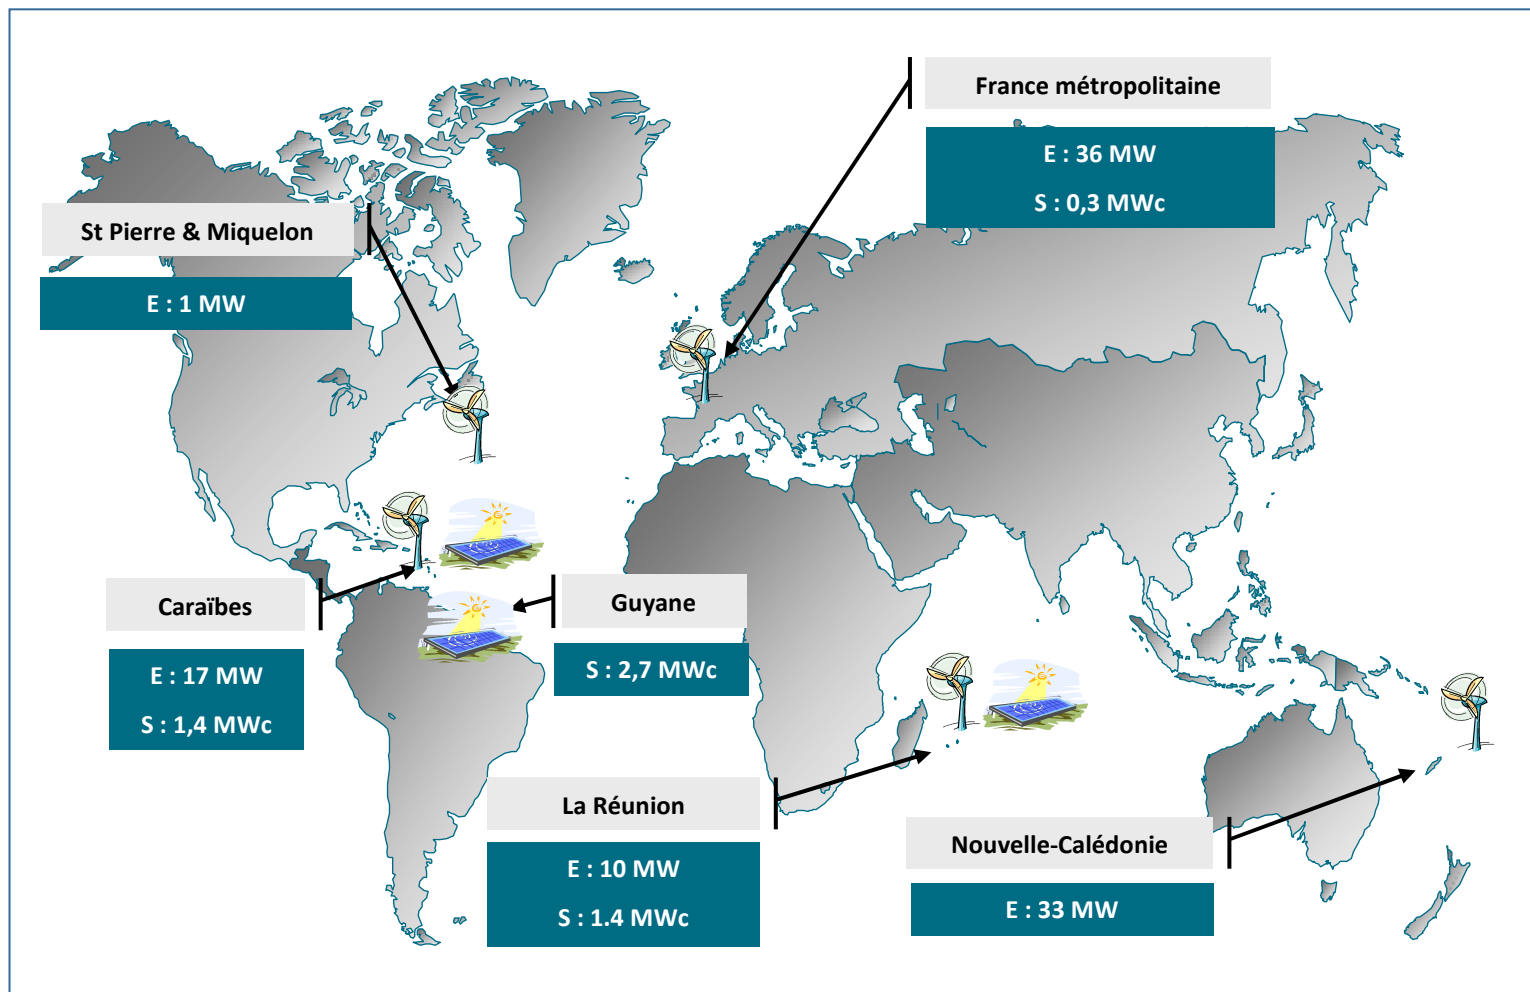 France métropolitaine
E : 36 MW
S : 0,3 MWc
St Pierre & Miquelon
E : 1 MW
Caraïbes
E : 17 MW
S : 1,4 MWc
Guyane
S : 2,7 MWc
La Réunion
E : 10 MW
S : 1.4 MWc
Nouvelle-Calédonie
E : 33 MW